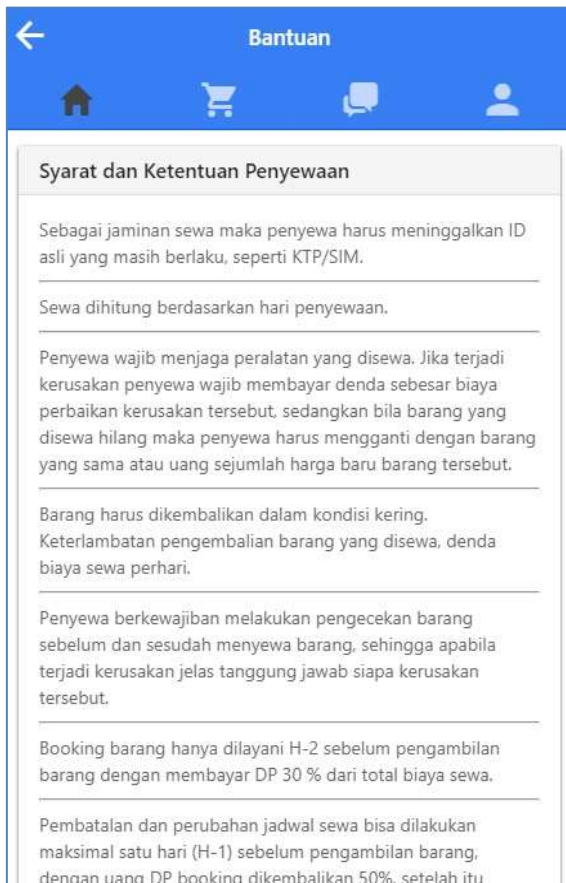 Bantuan
Syarat dan Ketentuan Penyewaan
Sebagai jaminan sewa maka penyewa harus meninggalkan ID
asli yang masih berlaku, seperti KTP/SIM.
Sewa dihitung berdasarkan hari penyewaan.
Penyewa wajib menjaga peralatan yang disewa. Jika terjadi
kerusakan penyewa wajib membayar denda sebesar biaya
perbaikan kerusakan tersebut, sedangkan bila barang yang
disewa hilang maka penyewa harus mengganti dengan barang
yang sama atau uang sejumlah harga baru barang tersebut.
Barang harus dikembalikan dalam kondisi kering.
Keterlambatan pengembalian barang yang disewa, denda
biaya sewa perhari.
Penyewa berkewajiban melakukan pengecekan barang
sebelum dan sesudah menyewa barang, sehingga apabila
terjadi kerusakan jelas tanggung jawab siapa kerusakan
tersebut.
Booking barang hanya dilayani H-2 sebelum pengambilan
barang dengan membayar DP 30 % dari total biaya sewa.
Pembatalan dan perubahan jadwal sewa bisa dilakukan
maksimal satu hari (H-1) sebelum pengambilan barang,
dengan uang DP booking dikembalikan 50%, setelah itu